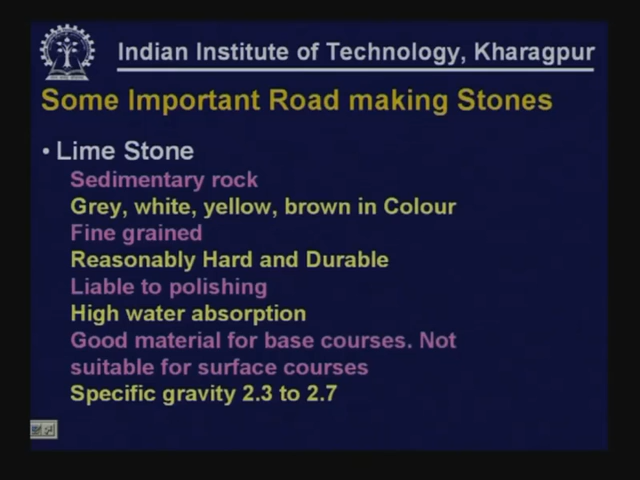 Indian Institute of Technology, Kharagpur
Some Important Road making Stones
• Lime Stone
Sedimentary rock
Grey, white, yellow, brown in Colour
Fine grained
Reasonably Hard and Durable
Liable to polishing
High water absorption
Good material for base courses. Not
suitable for surface courses
Specific gravity 2.3 to 2.7